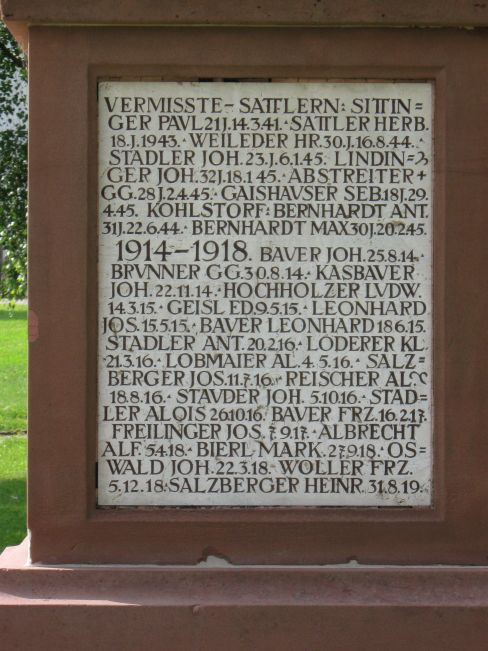 VERMISSTE-SATTLERN: SITTIN=
GER PAVL 21J. 14.3.41. SATTLER HERB.
18 J. 1943. WEILEDER HR. 30.J. 16.8.44.
STADLER JOH. 23.J. 6.1.45. LINDIN=
GER JOH. 32J. 18.1 45. ABSTREITER
GG. 28J. 2.4.45. GAISHAVSER SEB. 18J. 29.
4.45. KOHLSTORF: BERNHARDT ANT.
31J. 22.6.44. BERNHARDT MAX 30J. 20.2.45.
1914-1918. BAVER JOH. 23.8.14.
BRVNNER GG. 30.8.14. KASBAVER
JOH. 22.11.14. HOCHHOLZER LVDW.
14.3.15. GEISL ED. 9.5.15. LEONHARD
JOS. 15.5.15. BAVER LEONHARD 18 6.15.
STADLER ANT. 20.2.16. LODERER KL.
21.3.16. LOBMAIER AL. 4.5.16. SALZ=
BERGER JOS. 11.7.16. REISCHER ALS
18.8.16. STAVDER JOH. 5.10.16. STAD=
LER ALOIS 26.10.16. BAVER FRZ. 16.2.17.
FREILINGER JOS. 7.9.17. ALBRECHT
ALF. 5.4.18. BIERL MARK. 27.9.18. OS=
WALD JOH. 22.3.18. WOLLER FRZ.
5.12.18. SALZBERGER HEINR. 31.8.19.